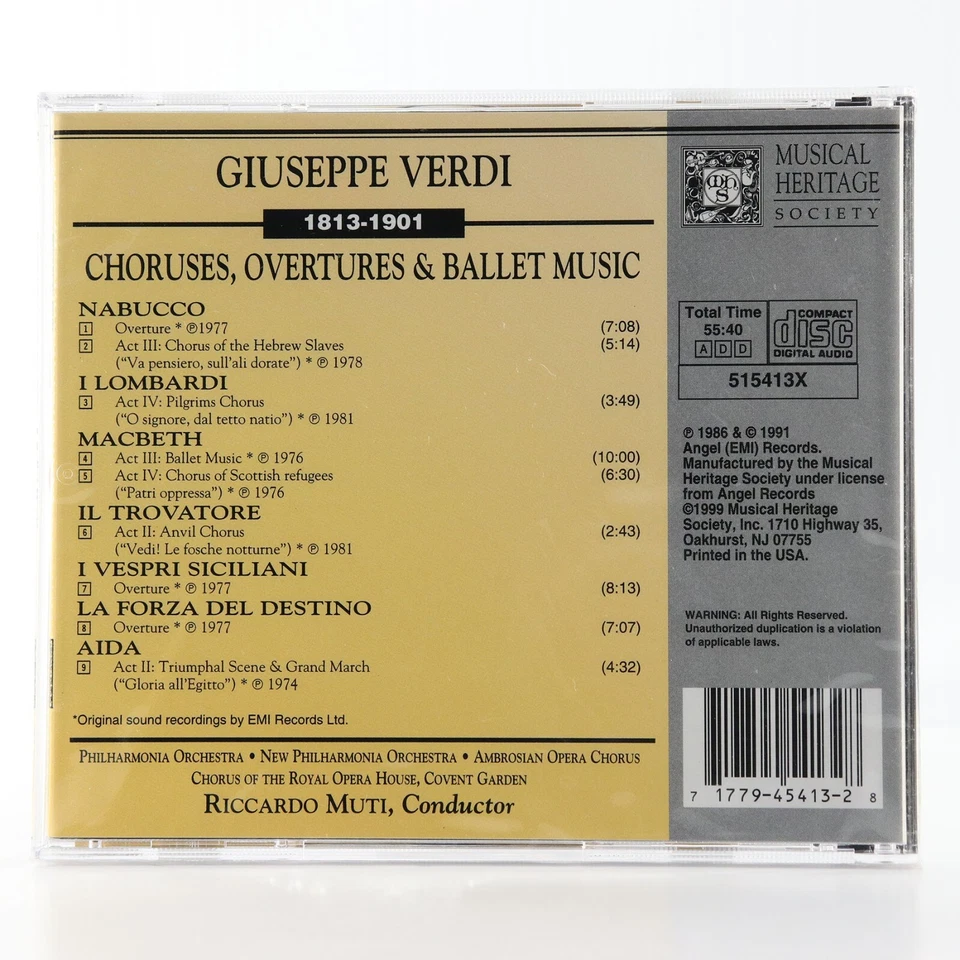 GIUSEPPE VERDI
1813-1901
CHORUSES, OVERTURES & BALLET MUSIC
NABUCCO
1 Overture * ℗1977 (7:08)
2 Act III: Chorus of the Hebrew Slaves (5:14)
("Va pensiero, sull'ali dorate") * ℗ 1978
I LOMBARDI
3 Act IV: Pilgrims Chorus (3:49)
("O signore, dal tetto natio") * ℗ 1981
MACBETH
4 Act III: Ballet Music * ℗ 1976 (10:00)
5 Act IV: Chorus of Scottish refugees (6:30)
("Patri oppressa") * ℗ 1976
IL TROVATORE
6 Act II: Anvil Chorus (2:43)
("Vedi! Le fosche notturne") * ℗ 1981
I VESPRI SICILIANI
7 Overture * ℗ 1977 (8:13)
LA FORZA DEL DESTINO
8 Overture * ℗ 1977 (7:07)
AIDA
9 Act II: Triumphal Scene & Grand March (4:32)
("Gloria all'Egitto") * ℗ 1974
*Original sound recordings by EMI Records Ltd.
PHILHARMONIA ORCHESTRA • NEW PHILHARMONIA ORCHESTRA • AMBROSIAN OPERA CHORUS
CHORUS OF THE ROYAL OPERA HOUSE, COVENT GARDEN
RICCARDO MUTI, Conductor
MUSICAL
HERITAGE
SOCIETY
Total Time
55:40
A D D
COMPACT
disc
DIGITAL AUDIO
515413X
℗ 1986 & © 1991
Angel (EMI) Records.
Manufactured by the Musical
Heritage Society under license
from Angel Records
©1999 Musical Heritage
Society, Inc. 1710 Highway 35,
Oakhurst, NJ 07755
Printed in the USA.
WARNING: All Rights Reserved.
Unauthorized duplication is a violation
of applicable laws.
7 1779-45413-2 8